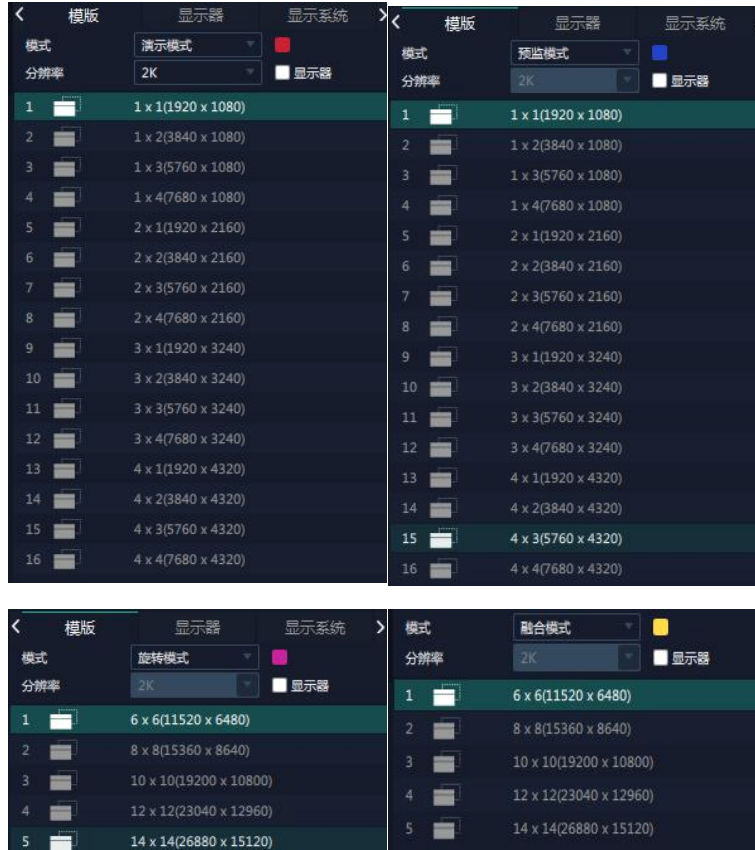 模版 显示器 显示系统
模式 演示模式
分辨率 2K 显示器
1 1 x 1(1920 x 1080)
2 1 x 2(3840 x 1080)
3 1 x 3(5760 x 1080)
4 1 x 4(7680 x 1080)
5 2 x 1(1920 x 2160)
6 2 x 2(3840 x 2160)
7 2 x 3(5760 x 2160)
8 2 x 4(7680 x 2160)
9 3 x 1(1920 x 3240)
10 3 x 2(3840 x 3240)
11 3 x 3(5760 x 3240)
12 3 x 4(7680 x 3240)
13 4 x 1(1920 x 4320)
14 4 x 2(3840 x 4320)
15 4 x 3(5760 x 4320)
16 4 x 4(7680 x 4320)
模版 显示器 显示系统
模式 预监模式
分辨率 2K 显示器
1 1 x 1(1920 x 1080)
2 1 x 2(3840 x 1080)
3 1 x 3(5760 x 1080)
4 1 x 4(7680 x 1080)
5 2 x 1(1920 x 2160)
6 2 x 2(3840 x 2160)
7 2 x 3(5760 x 2160)
8 2 x 4(7680 x 2160)
9 3 x 1(1920 x 3240)
10 3 x 2(3840 x 3240)
11 3 x 3(5760 x 3240)
12 3 x 4(7680 x 3240)
13 4 x 1(1920 x 4320)
14 4 x 2(3840 x 4320)
15 4 x 3(5760 x 4320)
16 4 x 4(7680 x 4320)
模版 显示器 显示系统
模式 旋转模式
分辨率 2K 显示器
1 6 x 6(11520 x 6480)
2 8 x 8(15360 x 8640)
3 10 x 10(19200 x 10800)
4 12 x 12(23040 x 12960)
5 14 x 14(26880 x 15120)
模式 融合模式
分辨率 2K 显示器
1 6 x 6(11520 x 6480)
2 8 x 8(15360 x 8640)
3 10 x 10(19200 x 10800)
4 12 x 12(23040 x 12960)
5 14 x 14(26880 x 15120)